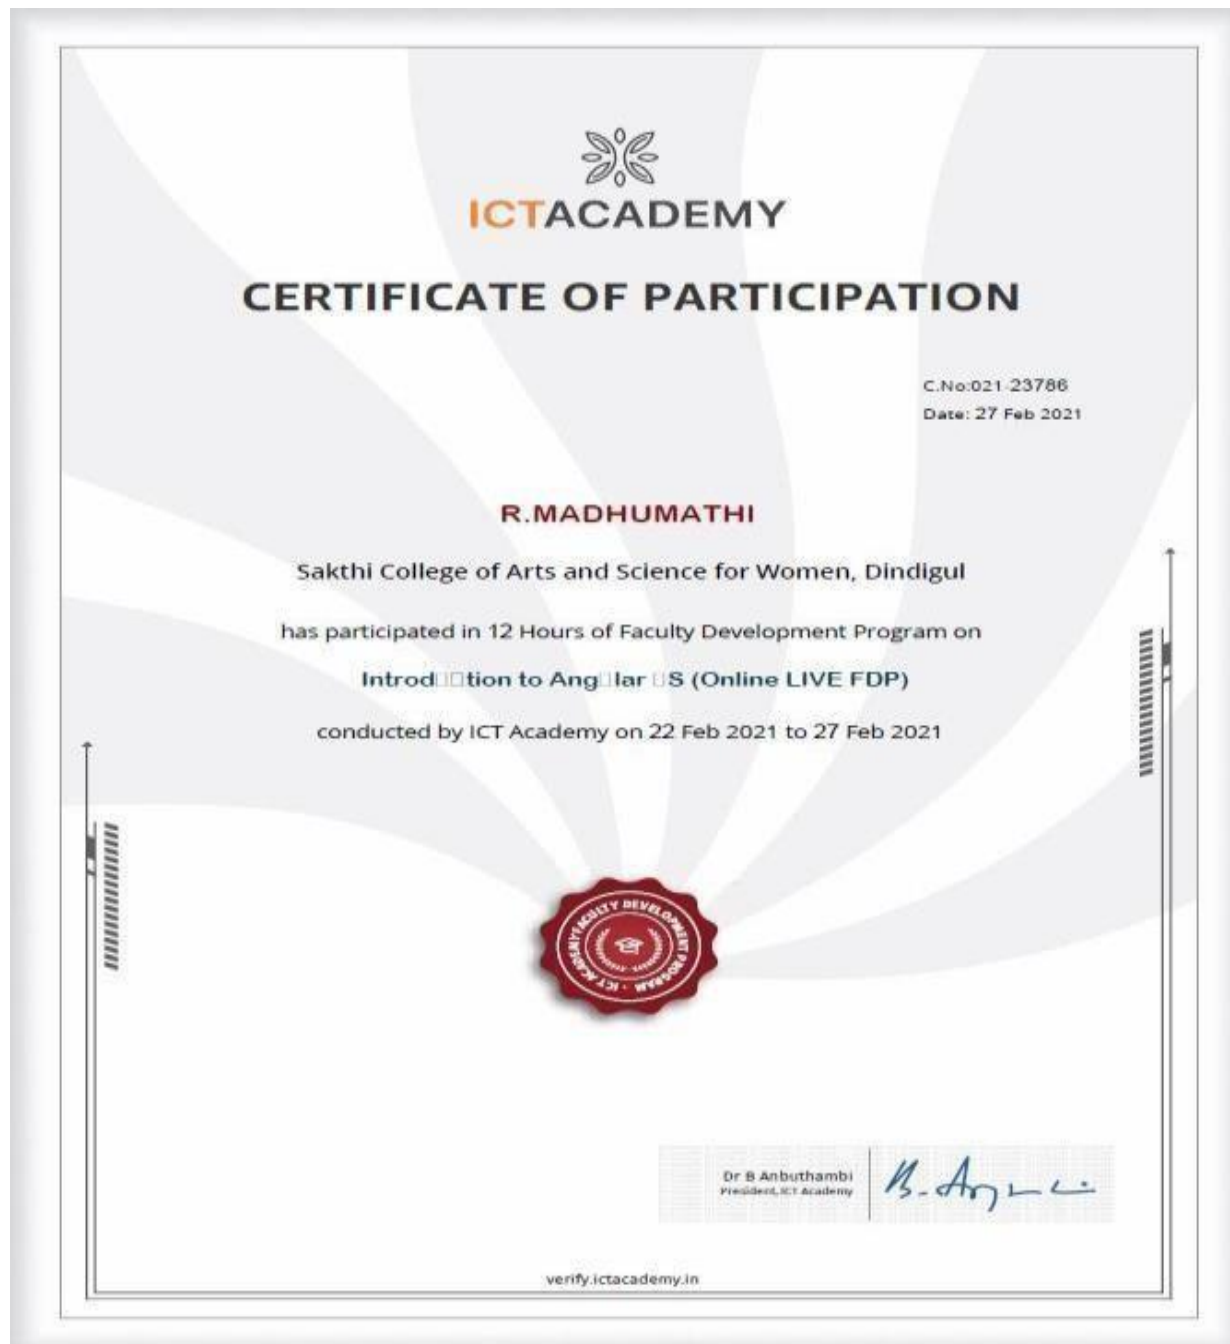 ICTACADEMY
CERTIFICATE OF PARTICIPATION
C.No:021-23786
Date: 27 Feb 2021
R.MADHUMATHI
Sakthi College of Arts and Science for Women, Dindigul
has participated in 12 Hours of Faculty Development Program on
Introd□□tion to Ang□lar □S (Online LIVE FDP)
conducted by ICT Academy on 22 Feb 2021 to 27 Feb 2021
ICT ACADEMY FACULTY DEVELOPMENT PROGRAM
Dr B Anbuthambi
President, ICT Academy
verify.ictacademy.in